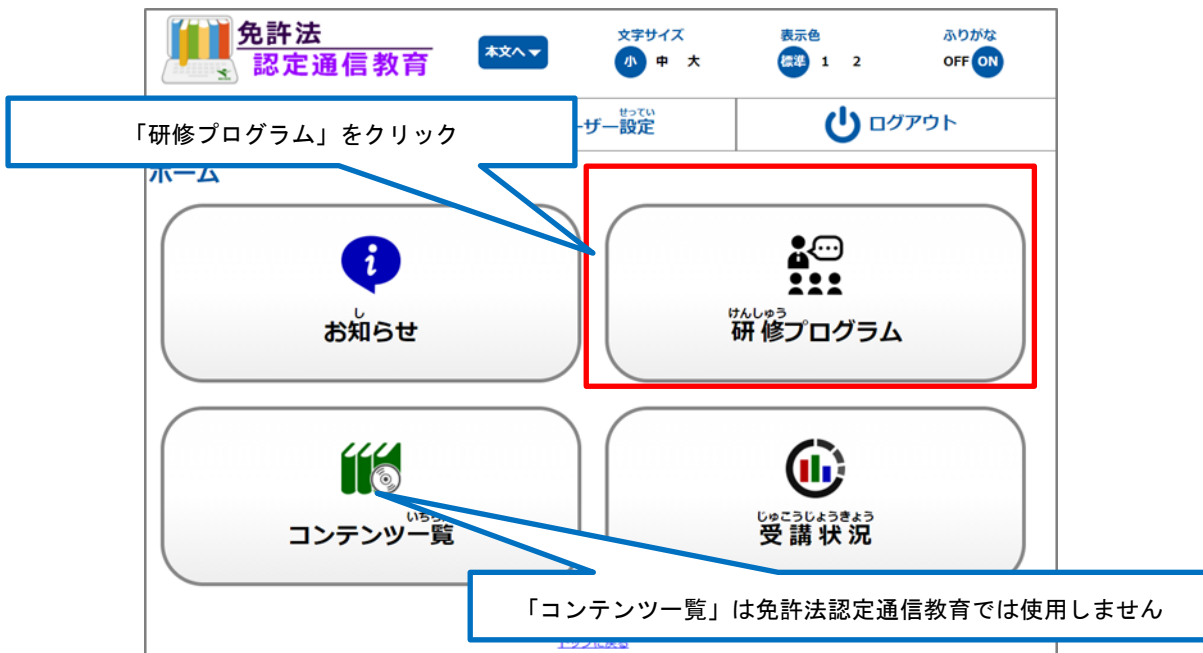 免許法
認定通信教育
本文へ
文字サイズ
小 中 大
表示色
標準 1 2
ふりがな
OFF ON
「研修プログラム」をクリック
せってい
ザー設定
ログアウト
ホーム
し
お知らせ
けんしゅう
研修プログラム
いちらん
コンテンツ一覧
じゅこうじょうきょう
受講状況
「コンテンツ一覧」は免許法認定通信教育では使用しません
トップに戻る